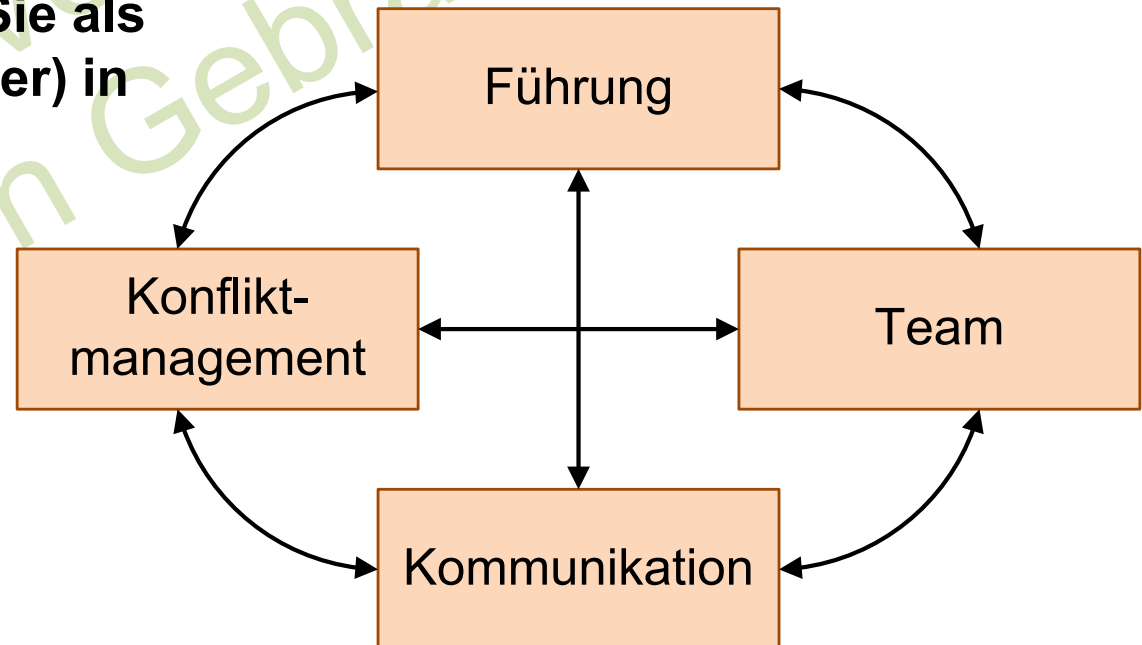 Sie als
er) in
Führung
Konflikt-
management
Team
Kommunikation